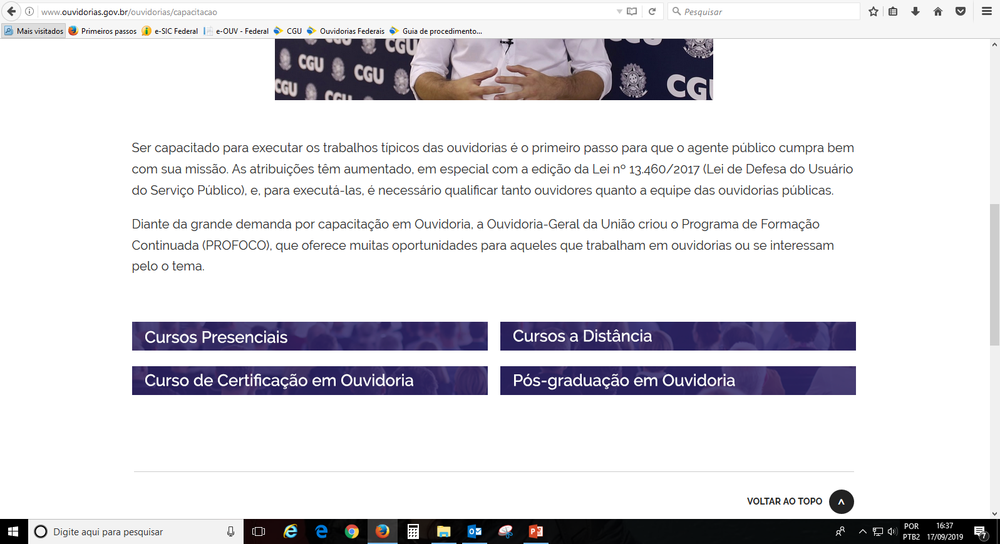 www.ouvidorias.gov.br/ouvidorias/capacitacao
Pesquisar
Mais visitados Primeiros passos e-SIC Federal e-OUV - Federal CGU Ouvidorias Federais Guia de procedimento...
CGU
CGU
CGU
CGU
CGU
Ser capacitado para executar os trabalhos típicos das ouvidorias é o primeiro passo para que o agente público cumpra bem
com sua missão. As atribuições têm aumentado, em especial com a edição da Lei nº 13.460/2017 (Lei de Defesa do Usuário
do Serviço Público), e, para executá-las, é necessário qualificar tanto ouvidores quanto a equipe das ouvidorias públicas.
Diante da grande demanda por capacitação em Ouvidoria, a Ouvidoria-Geral da União criou o Programa de Formação
Continuada (PROFOCO), que oferece muitas oportunidades para aqueles que trabalham em ouvidorias ou se interessam
pelo o tema.
Cursos Presenciais
Cursos a Distância
Curso de Certificação em Ouvidoria
Pós-graduação em Ouvidoria
VOLTAR AO TOPO
Digite aqui para pesquisar
POR
PTB2
16:37
17/09/2019
7